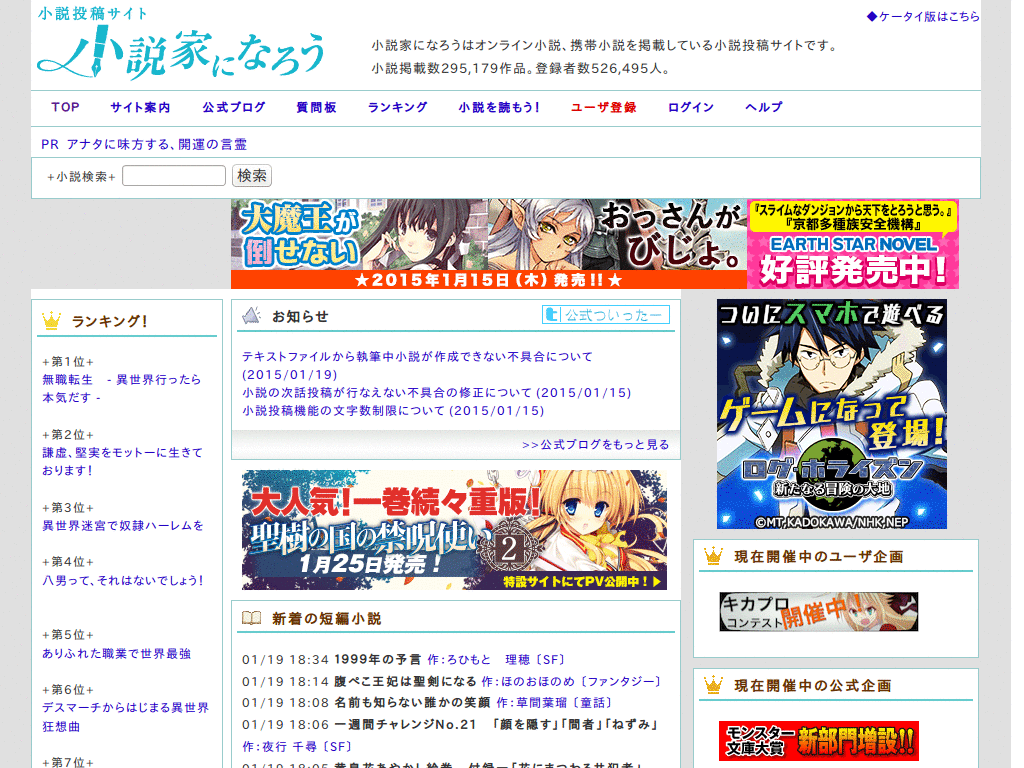 小説投稿サイト
小説家になろう
◆ケータイ版はこちら
小説家になろうはオンライン小説、携帯小説を掲載している小説投稿サイトです。
小説掲載数295,179作品。登録者数526,495人。
TOP サイト案内 公式ブログ 質問板 ランキング 小説を読もう! ユーザ登録 ログイン ヘルプ
PR アナタに味方する、開運の言霊
+小説検索+ 検索
大魔王が
倒せない
おっさんが
びじょ。
★2015年1月15日(木)発売!!★
『スライムなダンジョンから天下をとろうと思う。』
『京都多種族安全機構』
EARTH STAR NOVEL
好評発売中!
ランキング!
+第1位+
無職転生 - 異世界行ったら
本気だす -
+第2位+
謙虚、堅実をモットーに生きて
おります!
+第3位+
異世界迷宮で奴隷ハーレムを
+第4位+
八男って、それはないでしょう!
+第5位+
ありふれた職業で世界最強
+第6位+
デスマーチからはじまる異世界
狂想曲
+第7位+
お知らせ
公式ついったー
テキストファイルから執筆中小説が作成できない不具合について
(2015/01/19)
小説の次話投稿が行なえない不具合の修正について(2015/01/15)
小説投稿機能の文字数制限について(2015/01/15)
>>公式ブログをもっと見る
大人気!一巻続々重版!
聖樹の国の禁呪使い 2
1月25日発売!
特設サイトにてPV公開中!▶
新着の短編小説
01/19 18:34 1999年の予言 作:ろひもと 理穂〔SF〕
01/19 18:14 腹ぺこ王妃は聖剣になる 作:ほのおほのめ〔ファンタジー〕
01/19 18:08 名前も知らない誰かの笑顔 作:草間葉瑠〔童話〕
01/19 18:06 一週間チャレンジNo.21 「顔を隠す」「間者」「ねずみ」
作:夜行 千尋〔SF〕
ついにスマホで遊べる
ゲームになって
登場!
ログ・ホライズン
新たなる冒険の大地
©MT,KADOKAWA/NHK,NEP
現在開催中のユーザ企画
キカプロ
コンテスト開催中!
現在開催中の公式企画
モンスター
文庫大賞 新部門増設!!